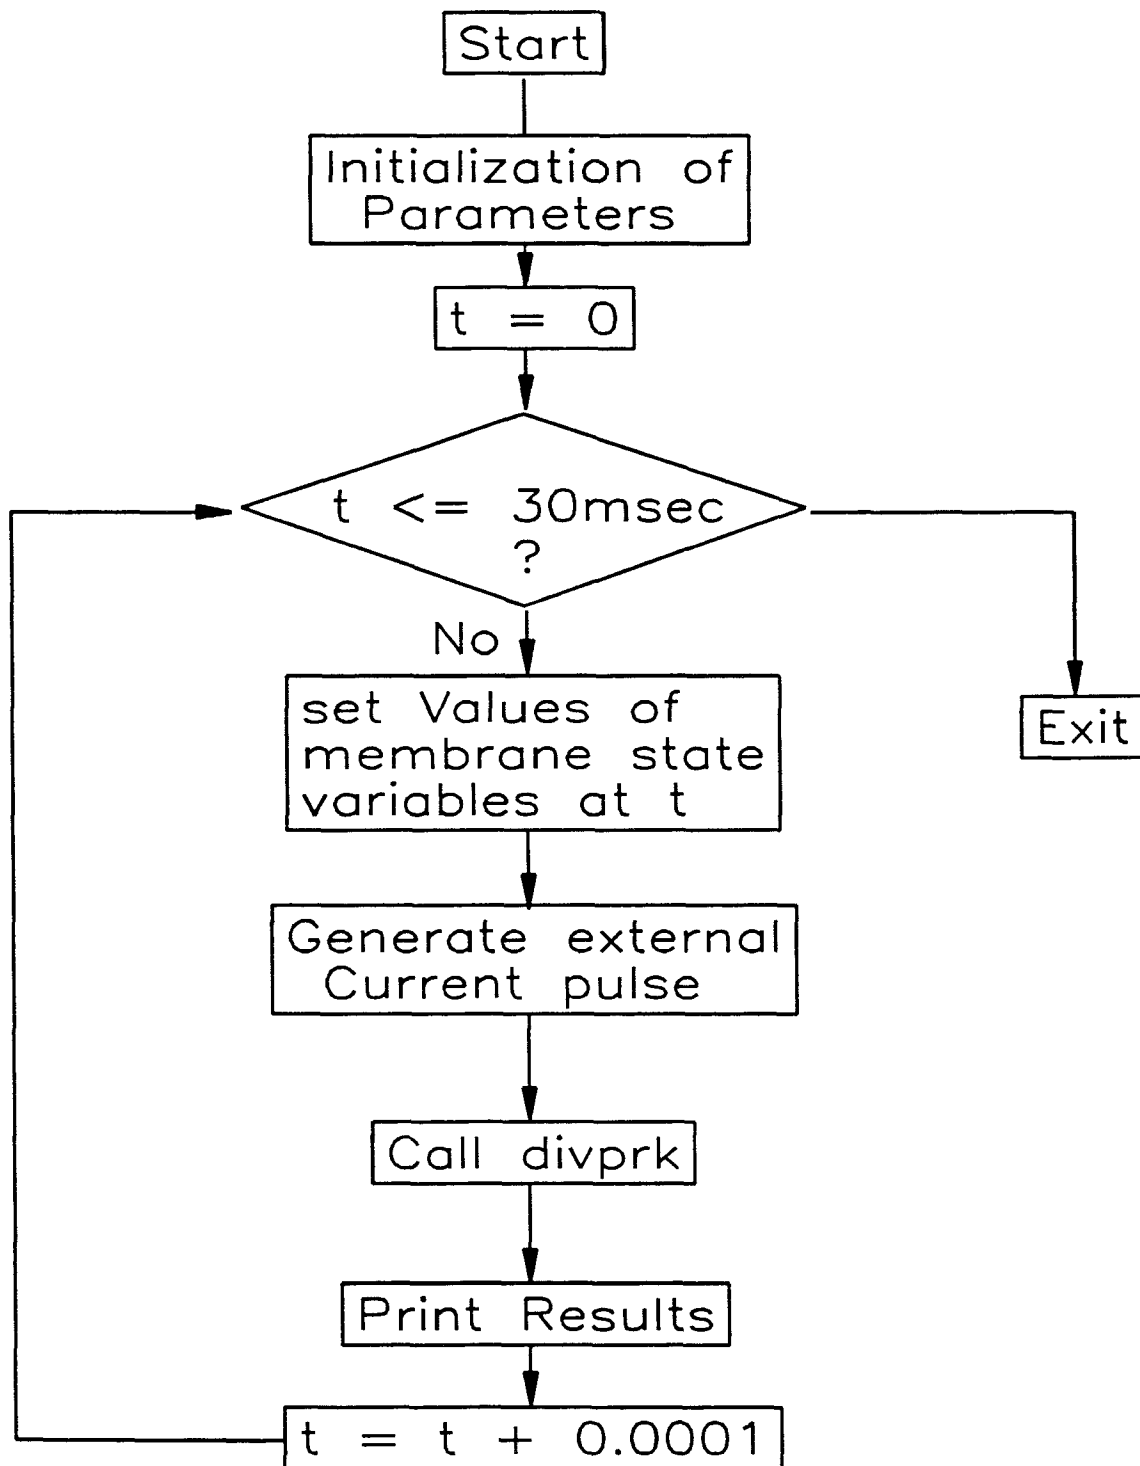 Start
Initialization of
Parameters
t = 0
t <= 30msec
?
No
set Values of
membrane state
variables at t
Exit
Generate external
Current pulse
Call divprk
Print Results
t = t + 0.0001